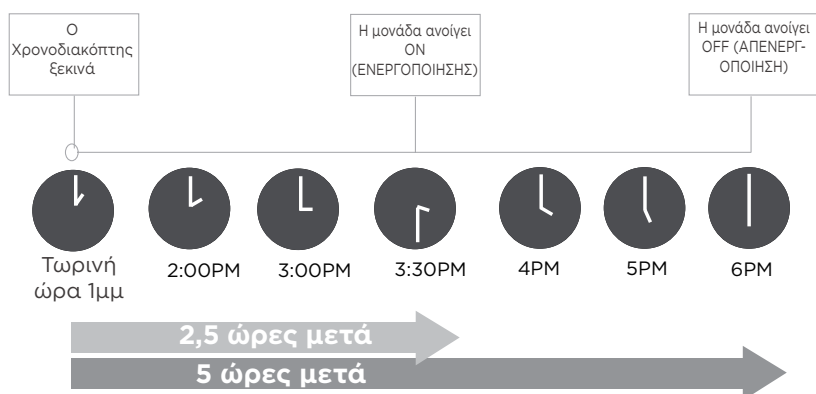 Ο
Χρονοδιακόπτης
ξεκινά
Η μονάδα ανοίγει
ON
(ΕΝΕΡΓΟΠΟΙΗΣΗΣ)
Η μονάδα ανοίγει
OFF (ΑΠΕΝΕΡΓ-
ΟΠΟΙΗΣΗ)
Τωρινή
ώρα 1μμ
2:00PM
3:00PM
3:30PM
4PM
5PM
6PM
2,5 ώρες μετά
5 ώρες μετά